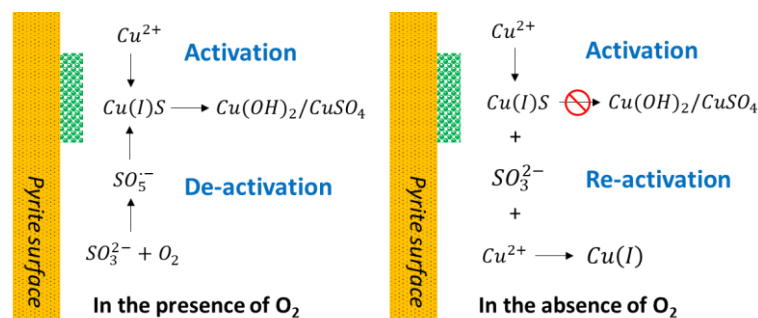 Pyrite surface
Cu²⁺
Activation
Cu(I)S → Cu(OH)₂/CuSO₄
SO₅·⁻
De-activation
SO₃²⁻ + O₂
In the presence of O₂
Pyrite surface
Cu²⁺
Activation
Cu(I)S → Cu(OH)₂/CuSO₄
+
SO₃²⁻
Re-activation
+
Cu²⁺ → Cu(I)
In the absence of O₂